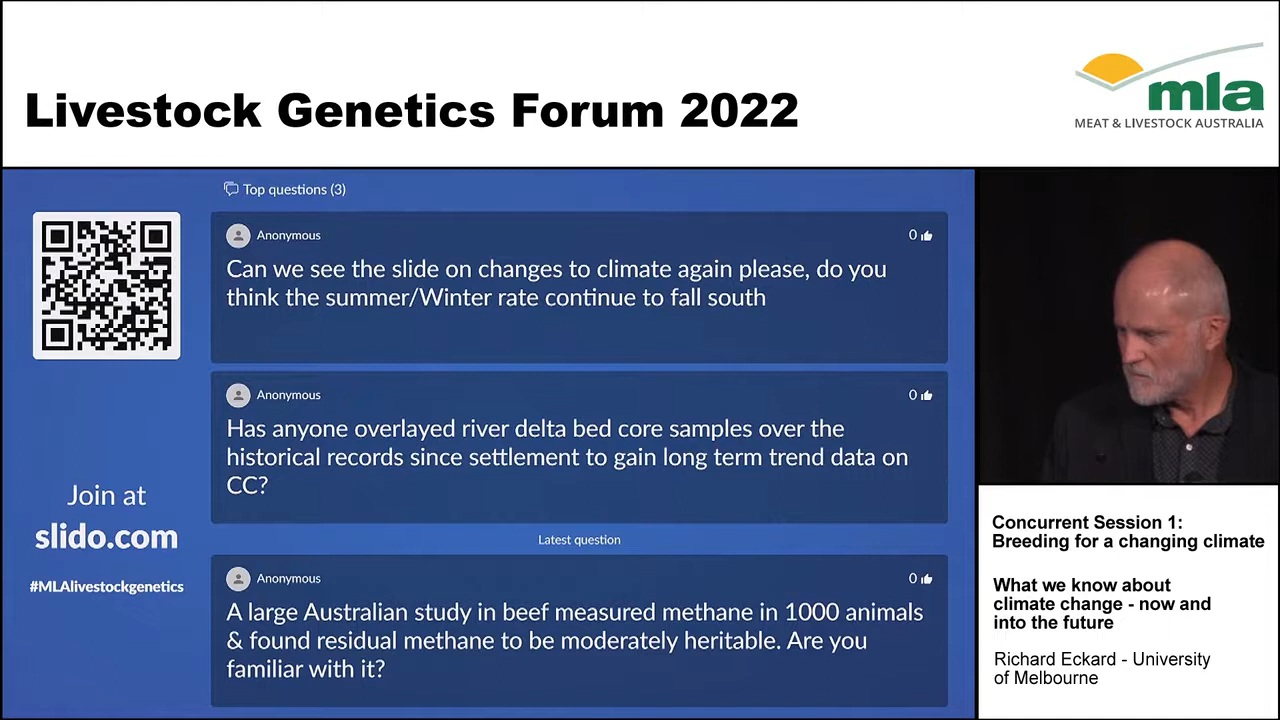 Livestock Genetics Forum 2022
mla
MEAT & LIVESTOCK AUSTRALIA
Top questions (3)
Anonymous
0
Can we see the slide on changes to climate again please, do you
think the summer/Winter rate continue to fall south
Anonymous
0
Has anyone overlayed river delta bed core samples over the
historical records since settlement to gain long term trend data on
CC?
Latest question
Anonymous
0
A large Australian study in beef measured methane in 1000 animals
& found residual methane to be moderately heritable. Are you
familiar with it?
Join at
slido.com
#MLAlivestockgenetics
Concurrent Session 1:
Breeding for a changing climate
What we know about
climate change - now and
into the future
Richard Eckard - University
of Melbourne